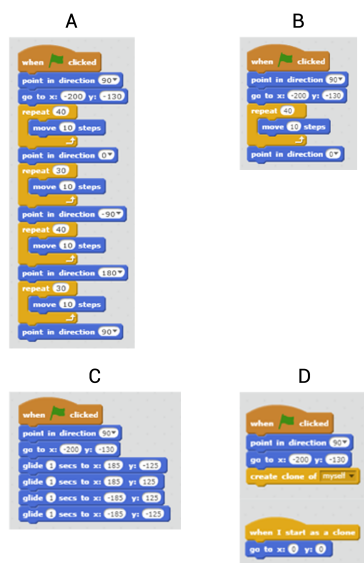 A
when clicked
point in direction 90
go to x: -200 y: -130
repeat 40
move 10 steps
point in direction 0
repeat 30
move 10 steps
point in direction -90
repeat 40
move 10 steps
point in direction 180
repeat 30
move 10 steps
point in direction 90
B
when clicked
point in direction 90
go to x: -200 y: -130
repeat 40
move 10 steps
point in direction 0
C
when clicked
point in direction 90
go to x: -200 y: -130
glide 1 secs to x: 185 y: -125
glide 1 secs to x: 185 y: 125
glide 1 secs to x: -185 y: 125
glide 1 secs to x: -185 y: -125
D
when clicked
point in direction 90
go to x: -200 y: -130
create clone of myself
when I start as a clone
go to x: 0 y: 0